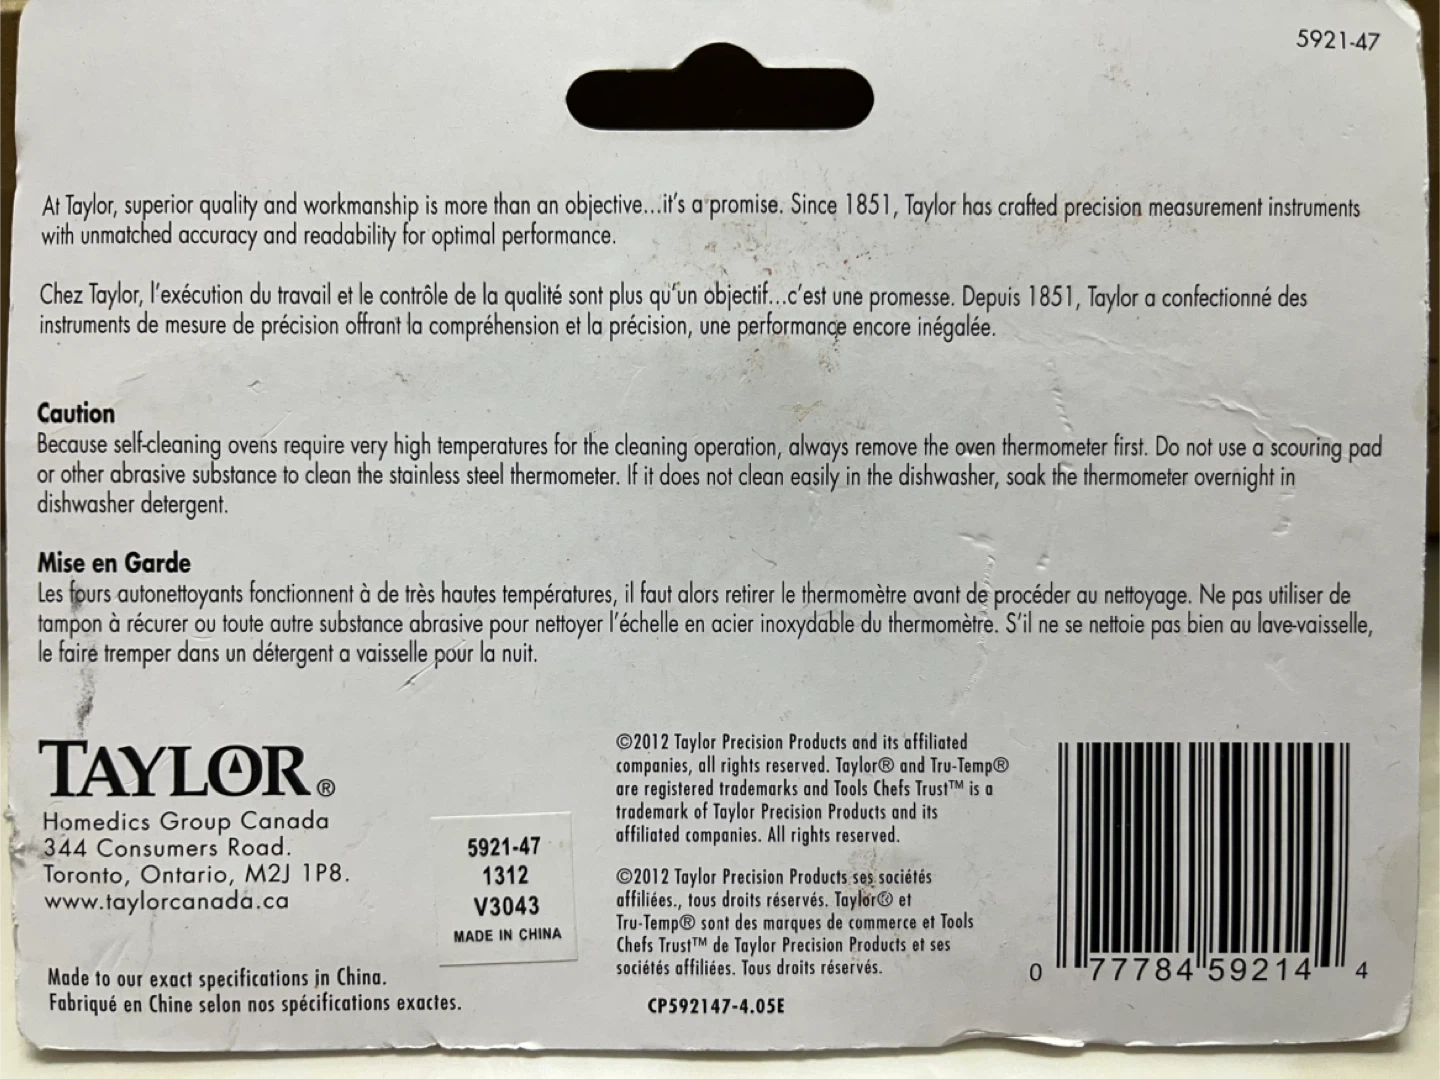 5921-47
At Taylor, superior quality and workmanship is more than an objective...it's a promise. Since 1851, Taylor has crafted precision measurement instruments
with unmatched accuracy and readability for optimal performance.
Chez Taylor, l'exécution du travail et le contrôle de la qualité sont plus qu'un objectif...c'est une promesse. Depuis 1851, Taylor a confectionné des
instruments de mesure de précision offrant la compréhension et la précision, une performance encore inégalée.
Caution
Because self-cleaning ovens require very high temperatures for the cleaning operation, always remove the oven thermometer first. Do not use a scouring pad
or other abrasive substance to clean the stainless steel thermometer. If it does not clean easily in the dishwasher, soak the thermometer overnight in
dishwasher detergent.
Mise en Garde
Les fours autonettoyants fonctionnent à de très hautes températures, il faut alors retirer le thermomètre avant de procéder au nettoyage. Ne pas utiliser de
tampon à récurer ou toute autre substance abrasive pour nettoyer l'échelle en acier inoxydable du thermomètre. S'il ne se nettoie pas bien au lave-vaisselle,
le faire tremper dans un détergent a vaisselle pour la nuit.
TAYLOR®
Homedics Group Canada
344 Consumers Road.
Toronto, Ontario, M2J 1P8.
www.taylorcanada.ca
Made to our exact specifications in China.
Fabriqué en Chine selon nos spécifications exactes.
5921-47
1312
V3043
MADE IN CHINA
©2012 Taylor Precision Products and its affiliated
companies, all rights reserved. Taylor® and Tru-Temp®
are registered trademarks and Tools Chefs Trust™ is a
trademark of Taylor Precision Products and its
affiliated companies. All rights reserved.
©2012 Taylor Precision Products ses sociétés
affiliées., tous droits réservés. Taylor® et
Tru-Temp® sont des marques de commerce et Tools
Chefs Trust™ de Taylor Precision Products et ses
sociétés affiliées. Tous droits réservés.
CP592147-4.05E
0 77784 59214 4